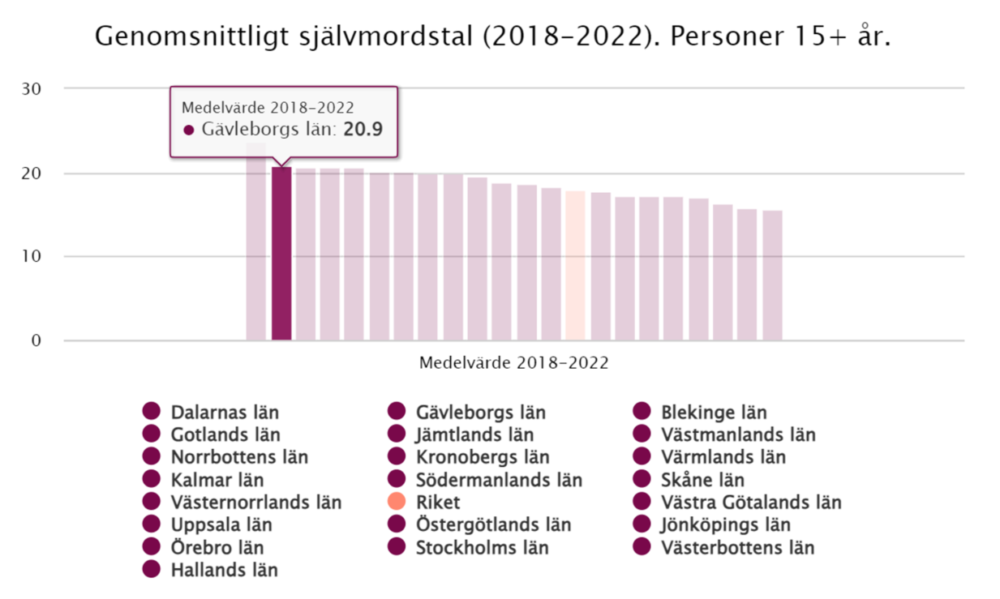 Genomsnittligt självmordstal (2018–2022). Personer 15+ år.
30
Medelvärde 2018–2022
● Gävleborgs län: 20.9
20
10
0
Medelvärde 2018–2022
Dalarnas län Gävleborgs län Blekinge län
Gotlands län Jämtlands län Västmanlands län
Norrbottens län Kronobergs län Värmlands län
Kalmar län Södermanlands län Skåne län
Västernorrlands län Riket Västra Götalands län
Uppsala län Östergötlands län Jönköpings län
Örebro län Stockholms län Västerbottens län
Hallands län